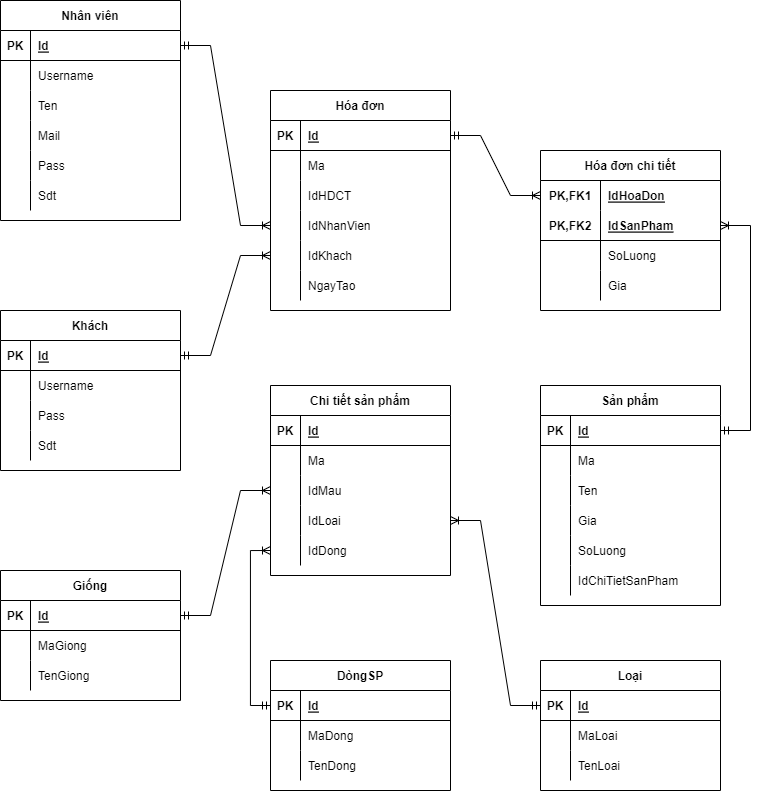 Nhân viên
PK Id
Username
Ten
Mail
Pass
Sdt
Hóa đơn
PK Id
Ma
IdHDCT
IdNhanVien
IdKhach
NgayTao
Hóa đơn chi tiết
PK,FK1 IdHoaDon
PK,FK2 IdSanPham
SoLuong
Gia
Khách
PK Id
Username
Pass
Sdt
Chi tiết sản phẩm
PK Id
Ma
IdMau
IdLoai
IdDong
Sản phẩm
PK Id
Ma
Ten
Gia
SoLuong
IdChiTietSanPham
Giống
PK Id
MaGiong
TenGiong
DòngSP
PK Id
MaDong
TenDong
Loại
PK Id
MaLoai
TenLoai